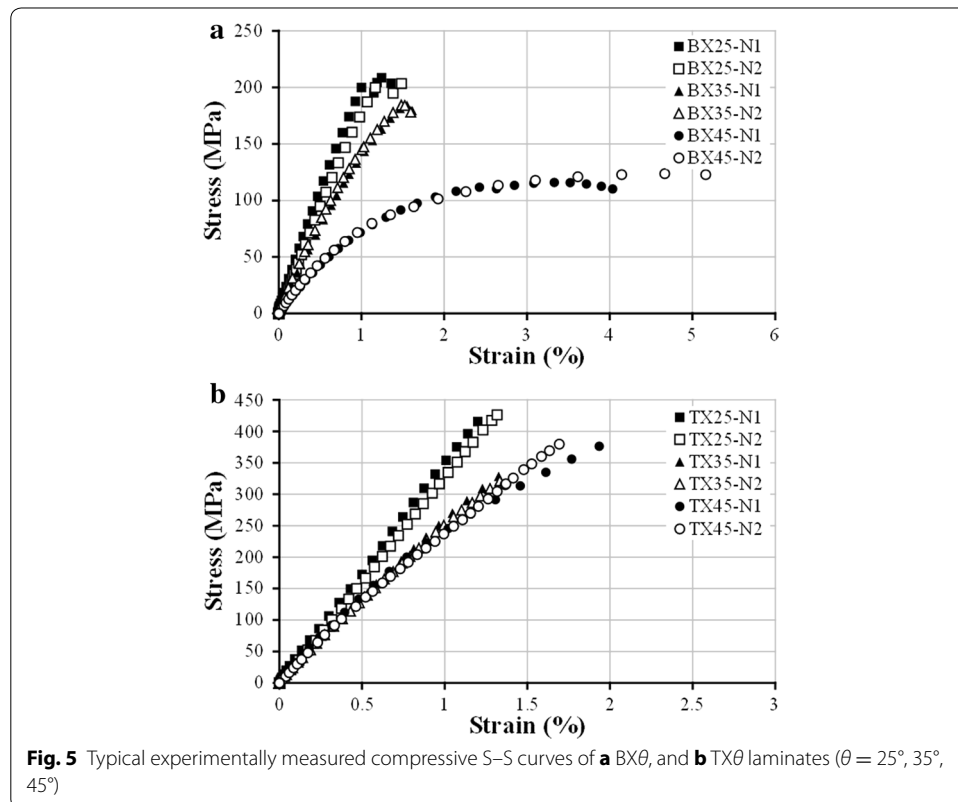 a
250
200
150
100
50
0
Stress (MPa)
BX25-N1
BX25-N2
BX35-N1
BX35-N2
BX45-N1
BX45-N2
0 1 2 3 4 5 6
Strain (%)
b
450
400
350
300
250
200
150
100
50
0
Stress (MPa)
TX25-N1
TX25-N2
TX35-N1
TX35-N2
TX45-N1
TX45-N2
0 0.5 1 1.5 2 2.5 3
Strain (%)
Fig. 5 Typical experimentally measured compressive S–S curves of a BXθ, and b TXθ laminates (θ = 25°, 35°,
45°)